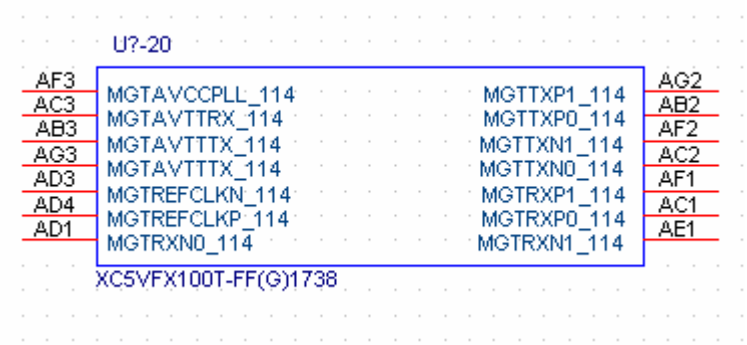 U?-20
AF3 MGTAVCCPLL_114 MGTTXP1_114 AG2
AC3 MGTAVTTRX_114 MGTTXP0_114 AB2
AB3 MGTAVTTTX_114 MGTTXN1_114 AF2
AG3 MGTAVTTTX_114 MGTTXN0_114 AC2
AD3 MGTREFCLKN_114 MGTRXP1_114 AF1
AD4 MGTREFCLKP_114 MGTRXP0_114 AC1
AD1 MGTRXN0_114 MGTRXN1_114 AE1
XC5VFX100T-FF(G)1738